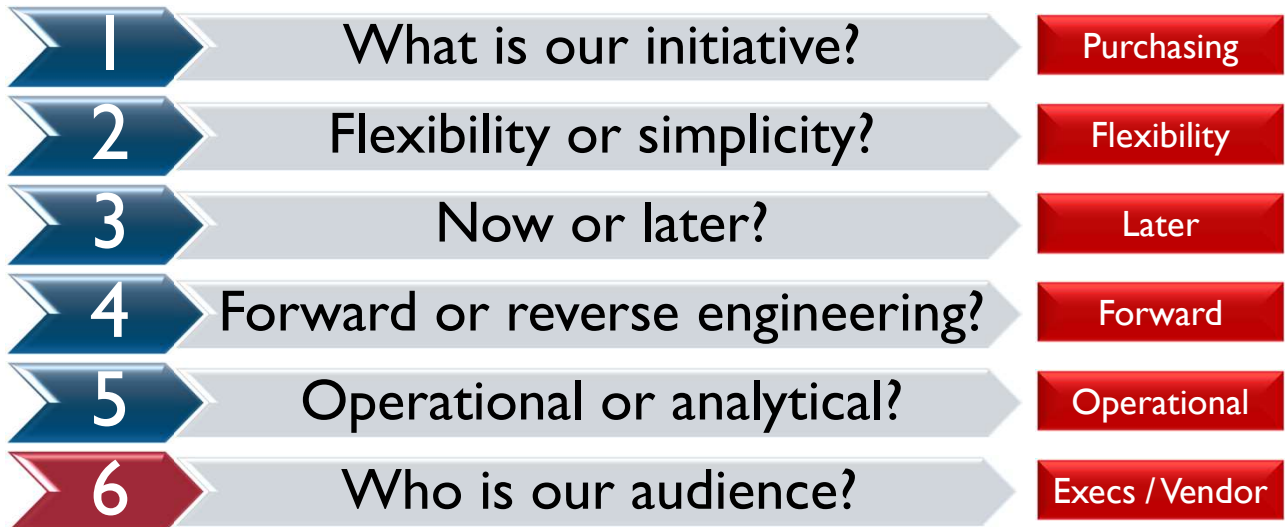 1 What is our initiative? Purchasing
2 Flexibility or simplicity? Flexibility
3 Now or later? Later
4 Forward or reverse engineering? Forward
5 Operational or analytical? Operational
6 Who is our audience? Execs / Vendor